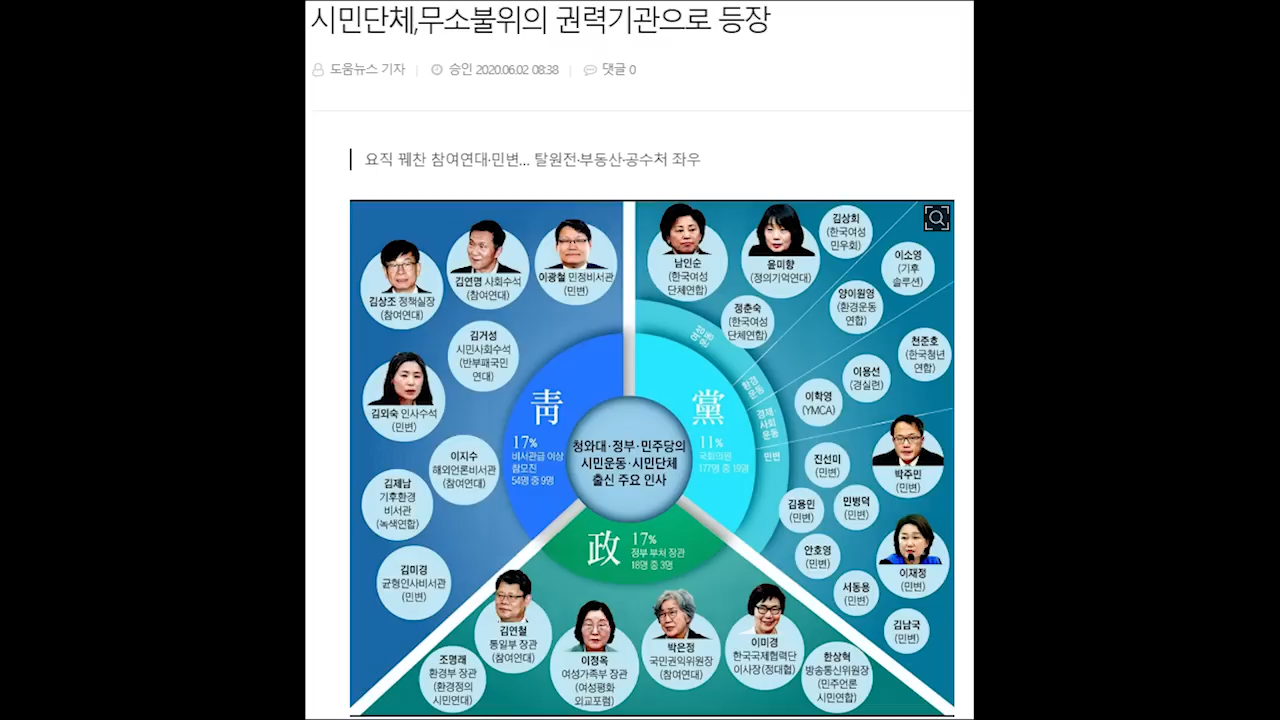 시민단체,무소불위의 권력기관으로 등장
도움뉴스 기자
승인 2020.06.02 08:38
댓글 0
요직 꿰찬 참여연대·민변... 탈원전·부동산·공수처 좌우
김상조 정책실장
(참여연대)
김연명 사회수석
(참여연대)
이광철 민정비서관
(민변)
김거성
시민사회수석
(반부패국민
연대)
김외숙 인사수석
(민변)
이지수
해외언론비서관
(참여연대)
김제남
기후환경
비서관
(녹색연합)
김미경
균형인사비서관
(민변)
靑
17%
비서관급 이상
참모진
54명 중 9명
청와대·정부·민주당의
시민운동·시민단체
출신 주요 인사
黨
11%
국회의원
177명 중 19명
여성
운동
환경
운동
경제·
사회
운동
민변
남인순
(한국여성
단체연합)
윤미향
(정의기억연대)
김상희
(한국여성
민우회)
정춘숙
(한국여성
단체연합)
이소영
(기후
솔루션)
양이원영
(환경운동
연합)
천준호
(한국청년
연합)
이용선
(경실련)
이학영
(YMCA)
박주민
(민변)
진선미
(민변)
김용민
(민변)
민병덕
(민변)
안호영
(민변)
이재정
(민변)
서동용
(민변)
김남국
(민변)
政
17%
정부 부처 장관
18명 중 3명
조명래
환경부 장관
(환경정의
시민연대)
김연철
통일부 장관
(참여연대)
이정옥
여성가족부 장관
(여성평화
외교포럼)
박은정
국민권익위원장
(참여연대)
이미경
한국국제협력단
이사장(정대협)
한상혁
방송통신위원장
(민주언론
시민연합)